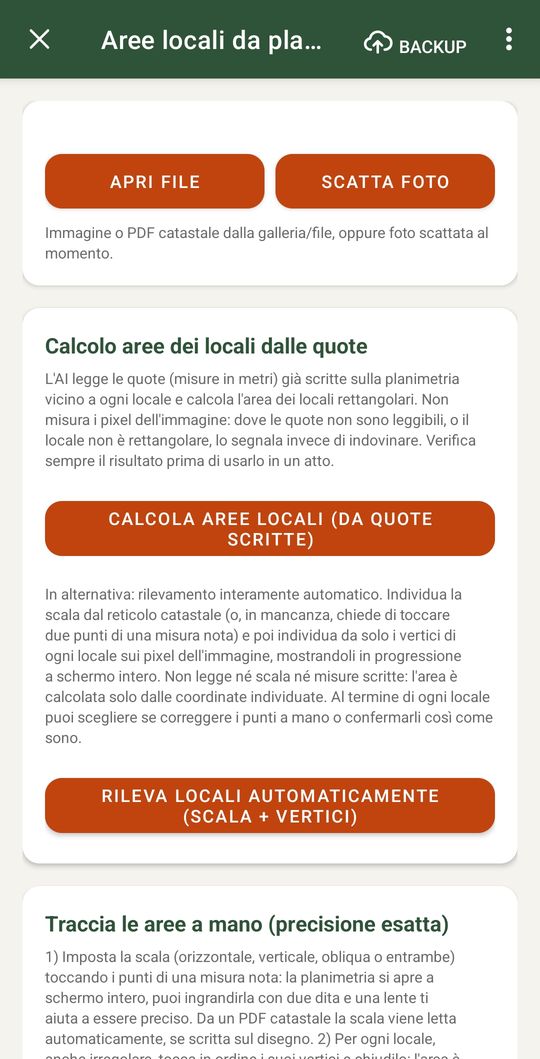 Aree locali da pla...
BACKUP
APRI FILE
SCATTA FOTO
Immagine o PDF catastale dalla galleria/file, oppure foto scattata al
momento.
Calcolo aree dei locali dalle quote
L'AI legge le quote (misure in metri) già scritte sulla planimetria
vicino a ogni locale e calcola l'area dei locali rettangolari. Non
misura i pixel dell'immagine: dove le quote non sono leggibili, o il
locale non è rettangolare, lo segnala invece di indovinare. Verifica
sempre il risultato prima di usarlo in un atto.
CALCOLA AREE LOCALI (DA QUOTE
SCRITTE)
In alternativa: rilevamento interamente automatico. Individua la
scala dal reticolo catastale (o, in mancanza, chiede di toccare
due punti di una misura nota) e poi individua da solo i vertici di
ogni locale sui pixel dell'immagine, mostrandoli in progressione
a schermo intero. Non legge né scala né misure scritte: l'area è
calcolata solo dalle coordinate individuate. Al termine di ogni locale
puoi scegliere se correggere i punti a mano o confermarli così come
sono.
RILEVA LOCALI AUTOMATICAMENTE
(SCALA + VERTICI)
Traccia le aree a mano (precisione esatta)
1) Imposta la scala (orizzontale, verticale, obliqua o entrambe)
toccando i punti di una misura nota: la planimetria si apre a
schermo intero, puoi ingrandirla con due dita e una lente ti
aiuta a essere preciso. Da un PDF catastale la scala viene letta
automaticamente, se scritta sul disegno. 2) Per ogni locale,
anche irregolare, tocca in ordine i suoi vertici e chiudilo: l'area è